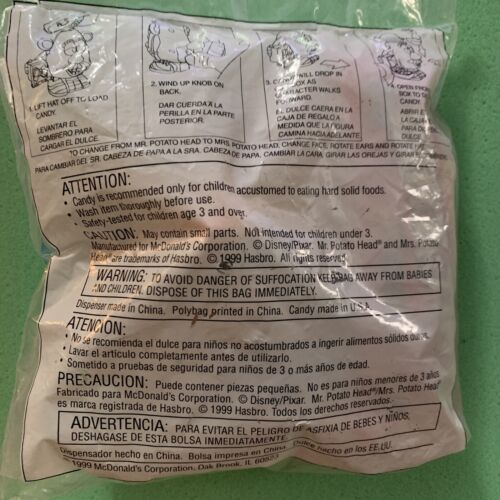 1. LIFT HAT OFF TO LOAD
CANDY.
LEVANTAR EL
SOMBRERO PARA
CARGAR EL DULCE.
2. WIND UP KNOB ON
BACK.
DAR CUERDA A LA
PERILLA EN LA PARTE
POSTERIOR.
3. WILL DROP IN
BOX AS
CHARACTER WALKS
FORWARD.
EL DULCE CAERA EN LA
CAJA DE REGALO A
MEDIDA QUE LA FIGURA
CAMINA HACIA ADELANTE.
4. OPEN
BOX TO
CANDY
ABRIR
LA CAJA
PARA
DULCE
TO CHANGE FROM MR. POTATO HEAD TO MRS. POTATO HEAD, CHANGE FACE, ROTATE EARS AND ROTATE
PARA CAMBIAR DEL SR. CABEZA DE PAPA A LA SRA. CABEZA DE PAPA, CAMBIAR LA CARA, GIRAR LAS OREJAS Y GIRAR
ATTENTION:
• Candy is recommended only for children accustomed to eating hard solid foods.
• Wash item thoroughly before use.
• Safety-tested for children age 3 and over.
CAUTION: May contain small parts. Not intended for children under 3.
Manufactured for McDonald's Corporation. © Disney/Pixar. Mr. Potato Head® and Mrs. Potato
Head® are trademarks of Hasbro. © 1999 Hasbro. All rights reserved.
WARNING: TO AVOID DANGER OF SUFFOCATION KEEP BAG AWAY FROM BABIES
AND CHILDREN. DISPOSE OF THIS BAG IMMEDIATELY.
Dispenser made in China. Polybag printed in China. Candy made in U.S.A.
ATENCION:
• No se recomienda el dulce para niños no acostumbrados a ingerir alimentos sólidos duros.
• Lavar el artículo completamente antes de utilizarlo.
• Sometido a pruebas de seguridad para niños de 3 o más años de edad.
PRECAUCION: Puede contener piezas pequeñas. No es para niños menores de 3 años.
Fabricado para McDonald's Corporation. © Disney/Pixar. Mr. Potato Head®/Mrs. Potato Head®
es marca registrada de Hasbro. © 1999 Hasbro. Todos los derechos reservados.
ADVERTENCIA: PARA EVITAR EL PELIGRO DE ASFIXIA DE BEBES Y NIÑOS,
DESHAGASE DE ESTA BOLSA INMEDIATAMENTE.
Dispensador hecho en China. Bolsa impresa en China. Dulce hecho en los EE.UU.
© 1999 McDonald's Corporation. Oak Brook, IL 60523